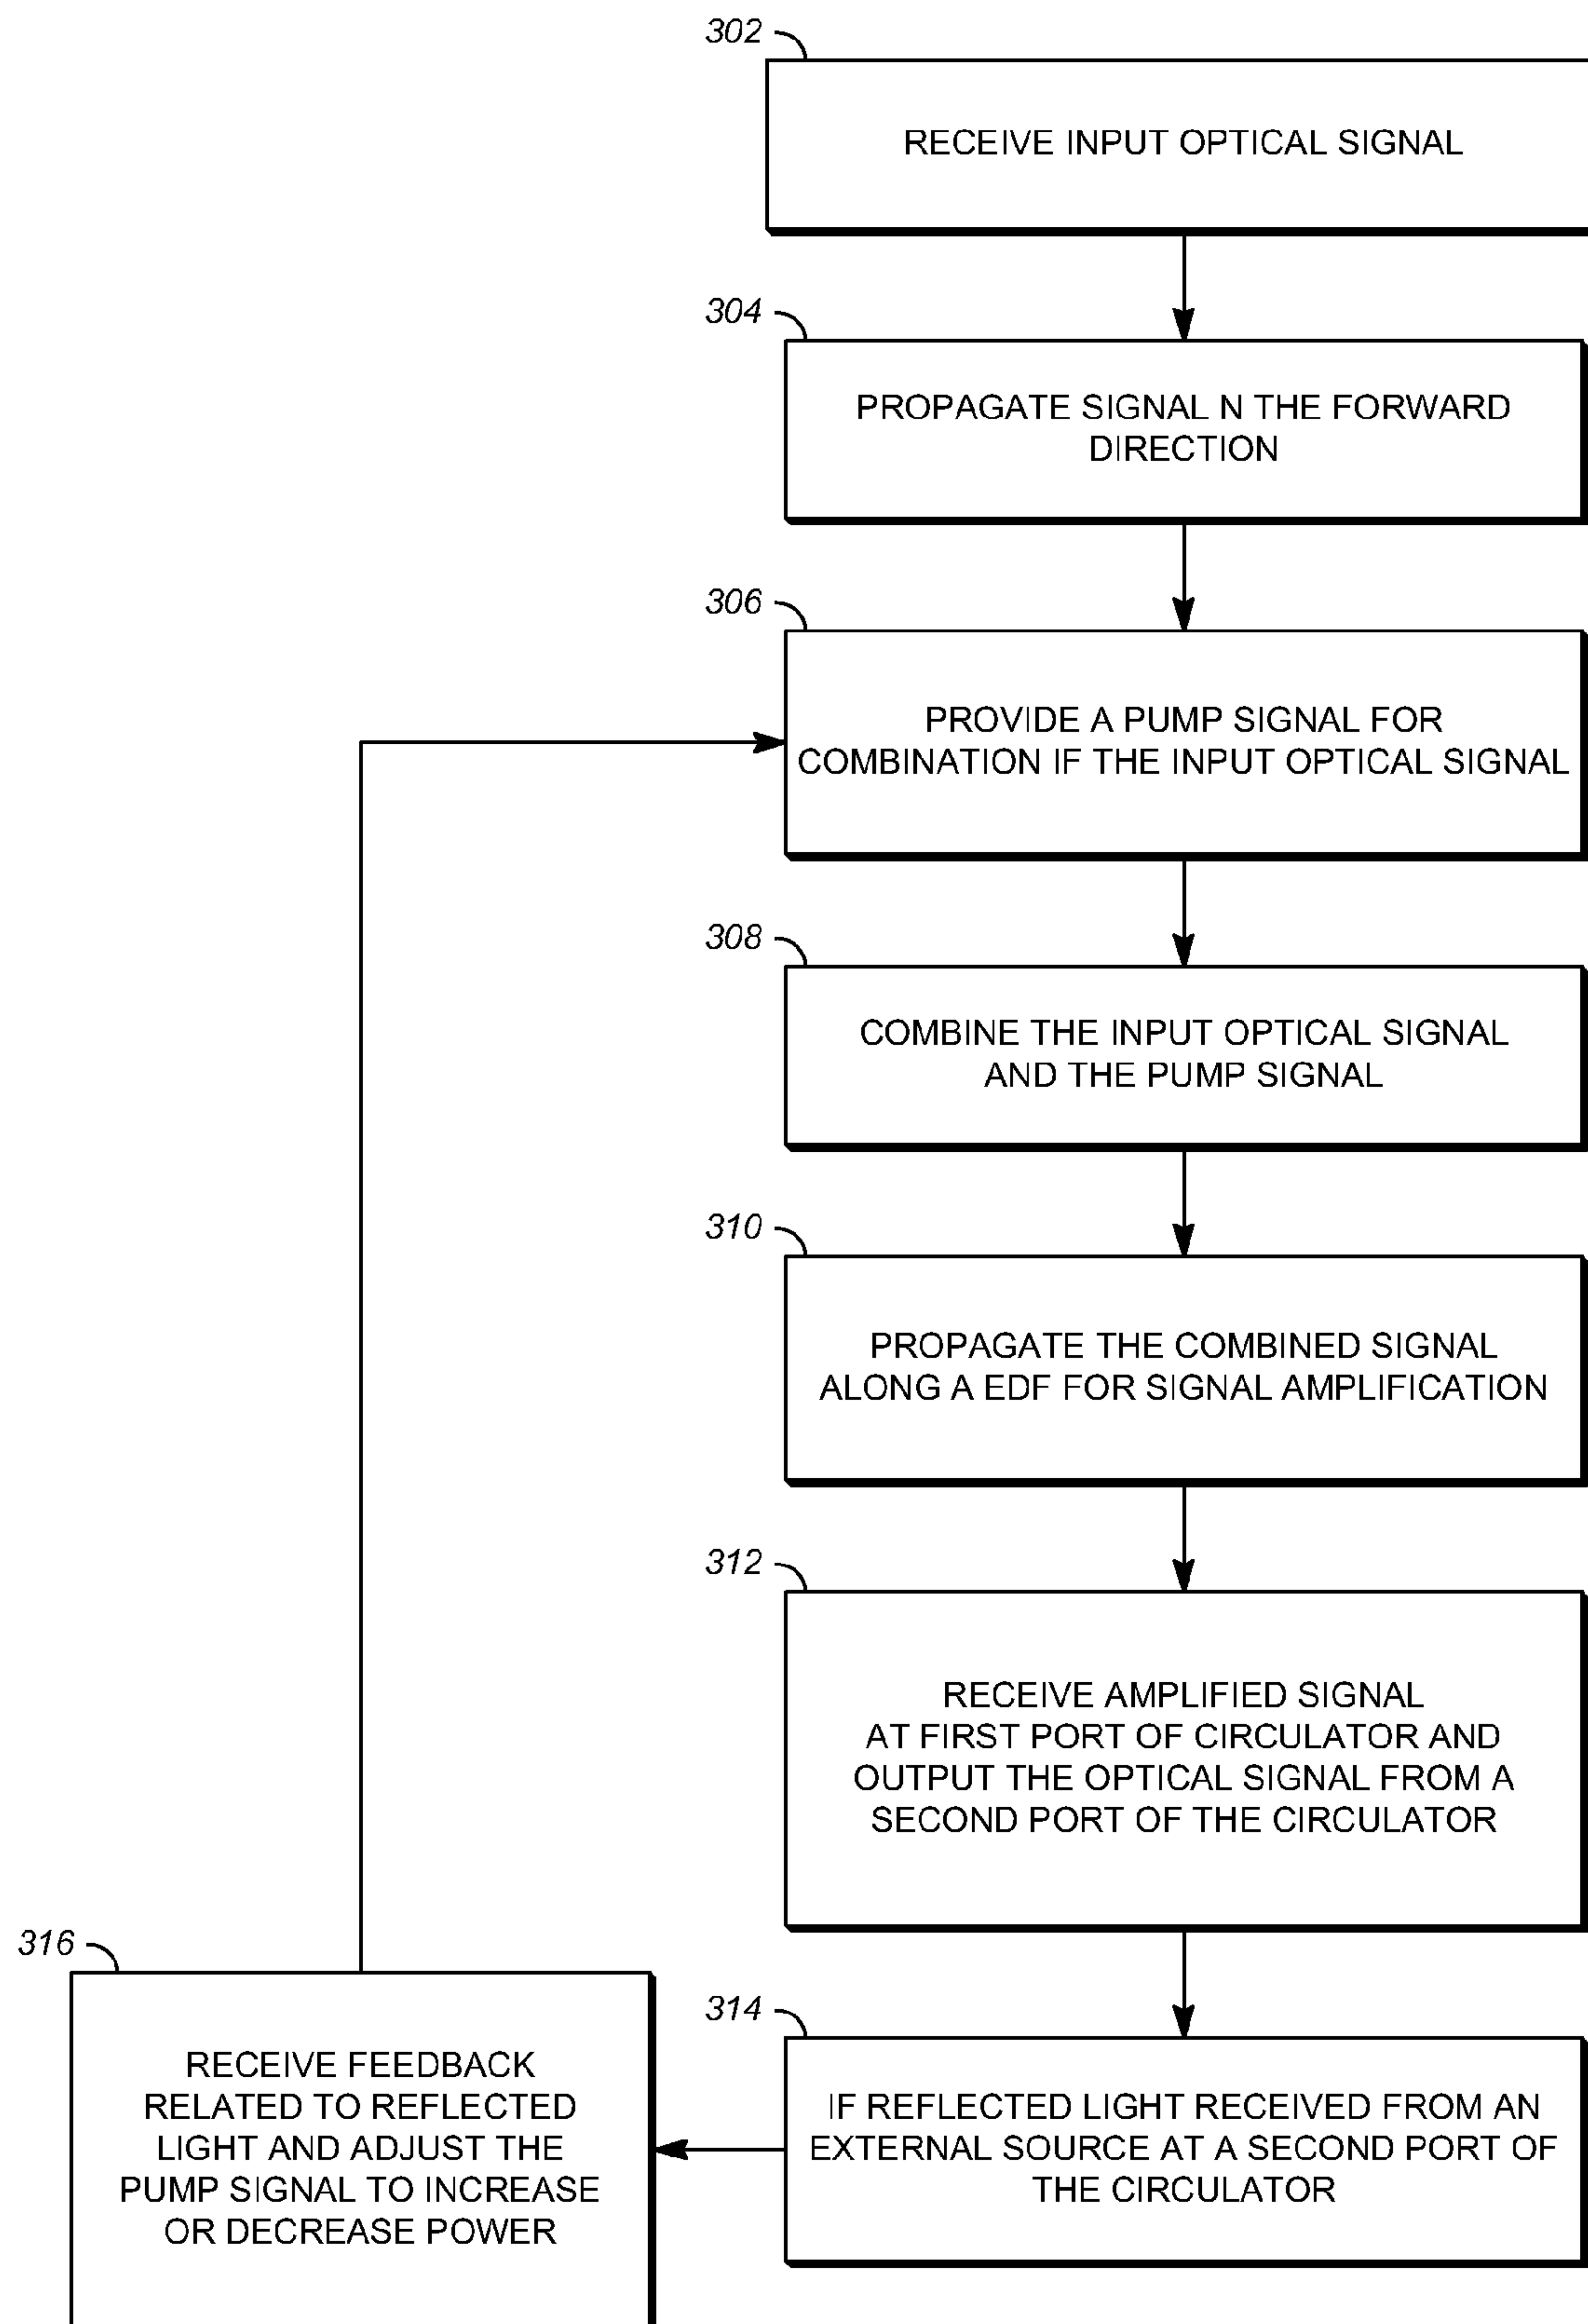 302
RECEIVE INPUT OPTICAL SIGNAL
304
PROPAGATE SIGNAL N THE FORWARD
DIRECTION
306
PROVIDE A PUMP SIGNAL FOR
COMBINATION IF THE INPUT OPTICAL SIGNAL
308
COMBINE THE INPUT OPTICAL SIGNAL
AND THE PUMP SIGNAL
310
PROPAGATE THE COMBINED SIGNAL
ALONG A EDF FOR SIGNAL AMPLIFICATION
312
RECEIVE AMPLIFIED SIGNAL
AT FIRST PORT OF CIRCULATOR AND
OUTPUT THE OPTICAL SIGNAL FROM A
SECOND PORT OF THE CIRCULATOR
314
IF REFLECTED LIGHT RECEIVED FROM AN
EXTERNAL SOURCE AT A SECOND PORT OF
THE CIRCULATOR
316
RECEIVE FEEDBACK
RELATED TO REFLECTED
LIGHT AND ADJUST THE
PUMP SIGNAL TO INCREASE
OR DECREASE POWER